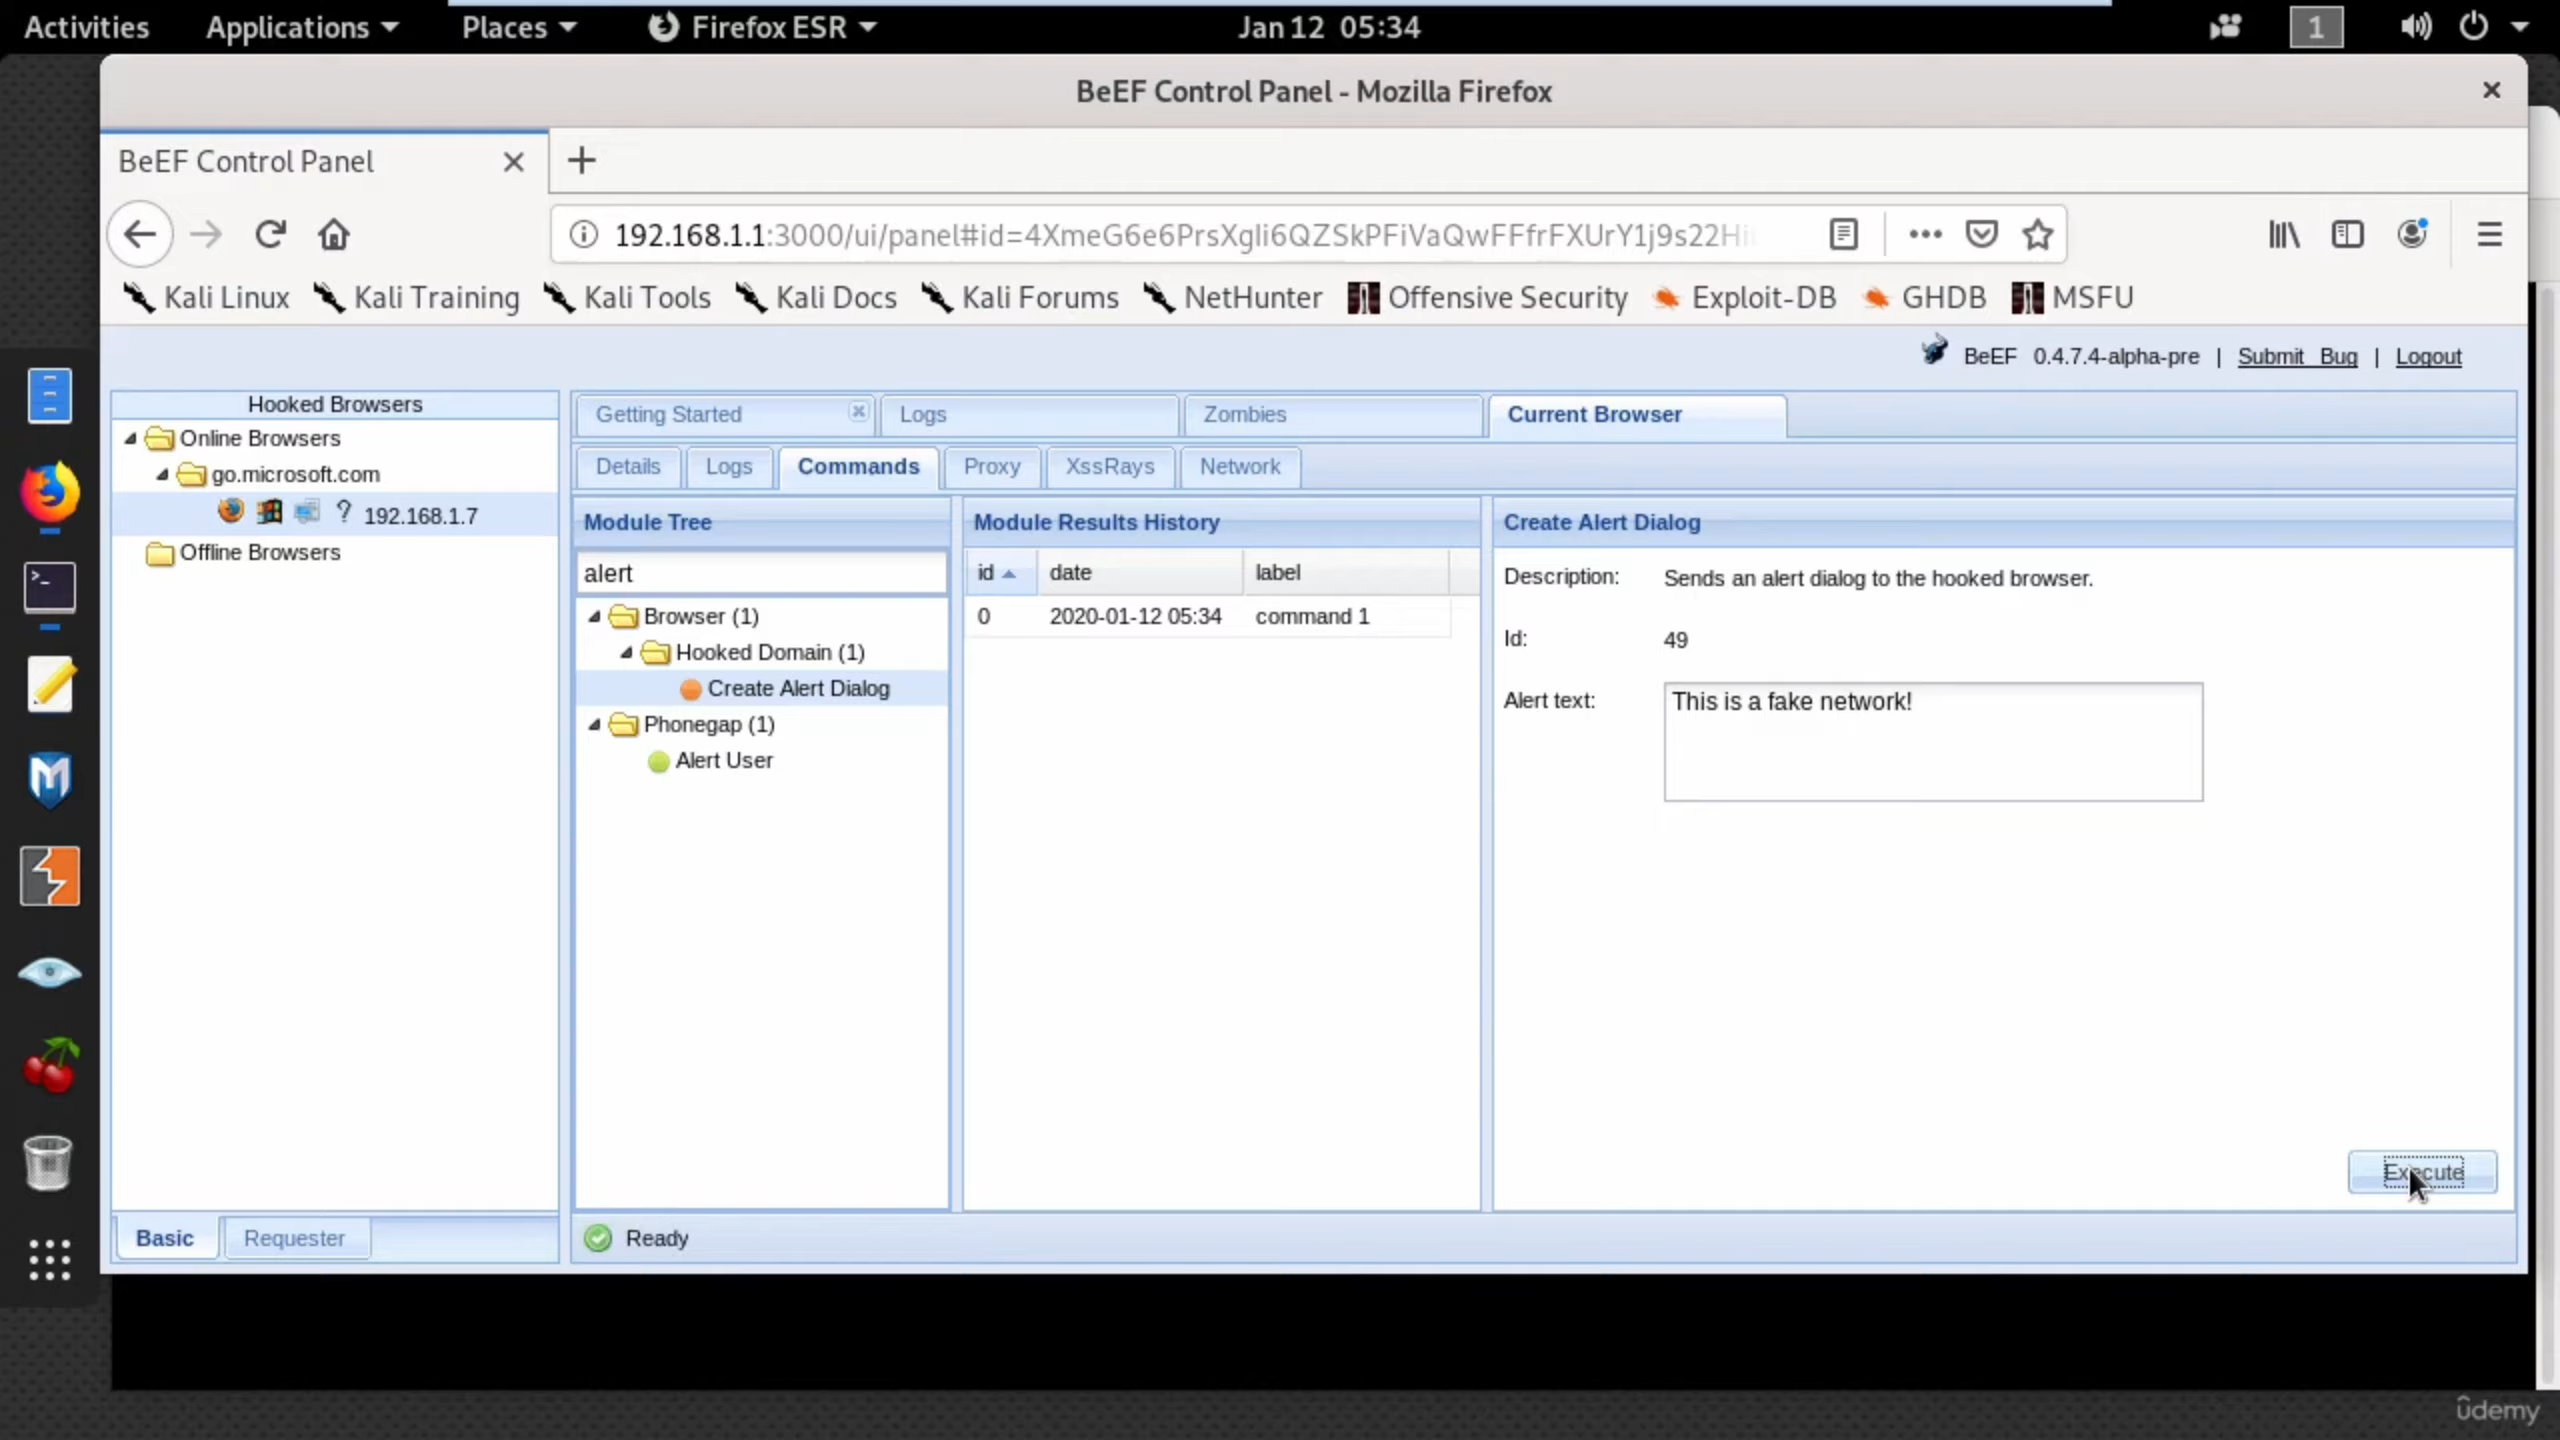 Activities Applications Places Firefox ESR Jan 12 05:34 1
BeEF Control Panel - Mozilla Firefox
BeEF Control Panel
192.168.1.1:3000/ui/panel#id=4XmeG6e6PrsXgIi6QZSkPFiVaQwFFfrFXUrY1j9s22Hi
Kali Linux Kali Training Kali Tools Kali Docs Kali Forums NetHunter Offensive Security Exploit-DB GHDB MSFU
BeEF 0.4.7.4-alpha-pre | Submit Bug | Logout
Hooked Browsers
Online Browsers
go.microsoft.com
? 192.168.1.7
Offline Browsers
Basic Requester
Getting Started Logs Zombies Current Browser
Details Logs Commands Proxy XssRays Network
Module Tree
alert
Browser (1)
Hooked Domain (1)
Create Alert Dialog
Phonegap (1)
Alert User
Module Results History
id date label
0 2020-01-12 05:34 command 1
Create Alert Dialog
Description: Sends an alert dialog to the hooked browser.
Id: 49
Alert text: This is a fake network!
Execute
Ready
ûdemy